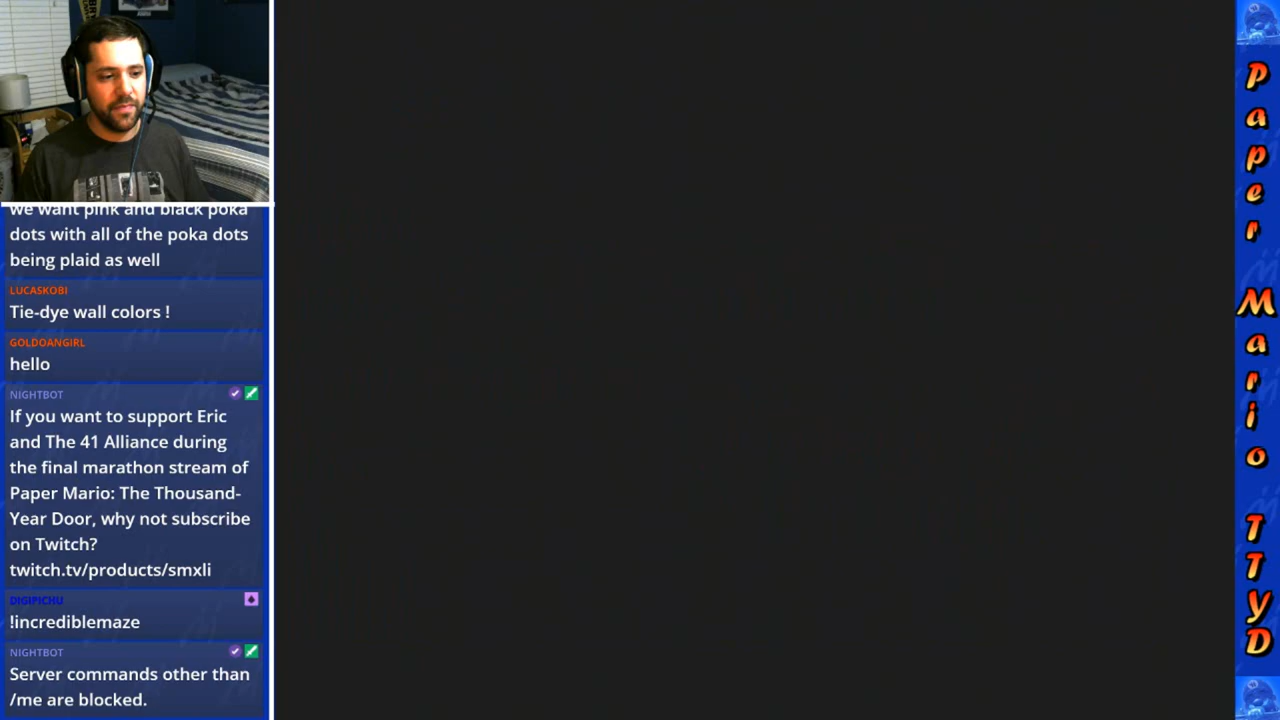 we want pink and black poka
dots with all of the poka dots
being plaid as well
LUCASKOBI
Tie-dye wall colors !
GOLDOANGIRL
hello
NIGHTBOT
If you want to support Eric
and The 41 Alliance during
the final marathon stream of
Paper Mario: The Thousand-
Year Door, why not subscribe
on Twitch?
twitch.tv/products/smxli
DIGIPICHU
!incrediblemaze
NIGHTBOT
Server commands other than
/me are blocked.
Paper Mario TTYD